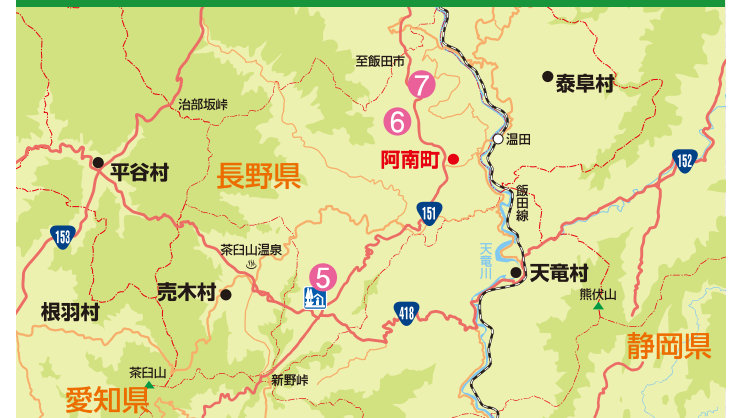 至飯田市
7
泰阜村
治部坂峠
6
温田
阿南町
152
平谷村
長野県
飯田線
151
153
茶臼山温泉
天竜川
5
天竜村
売木村
熊伏山
根羽村
418
静岡県
茶臼山
新野峠
愛知県